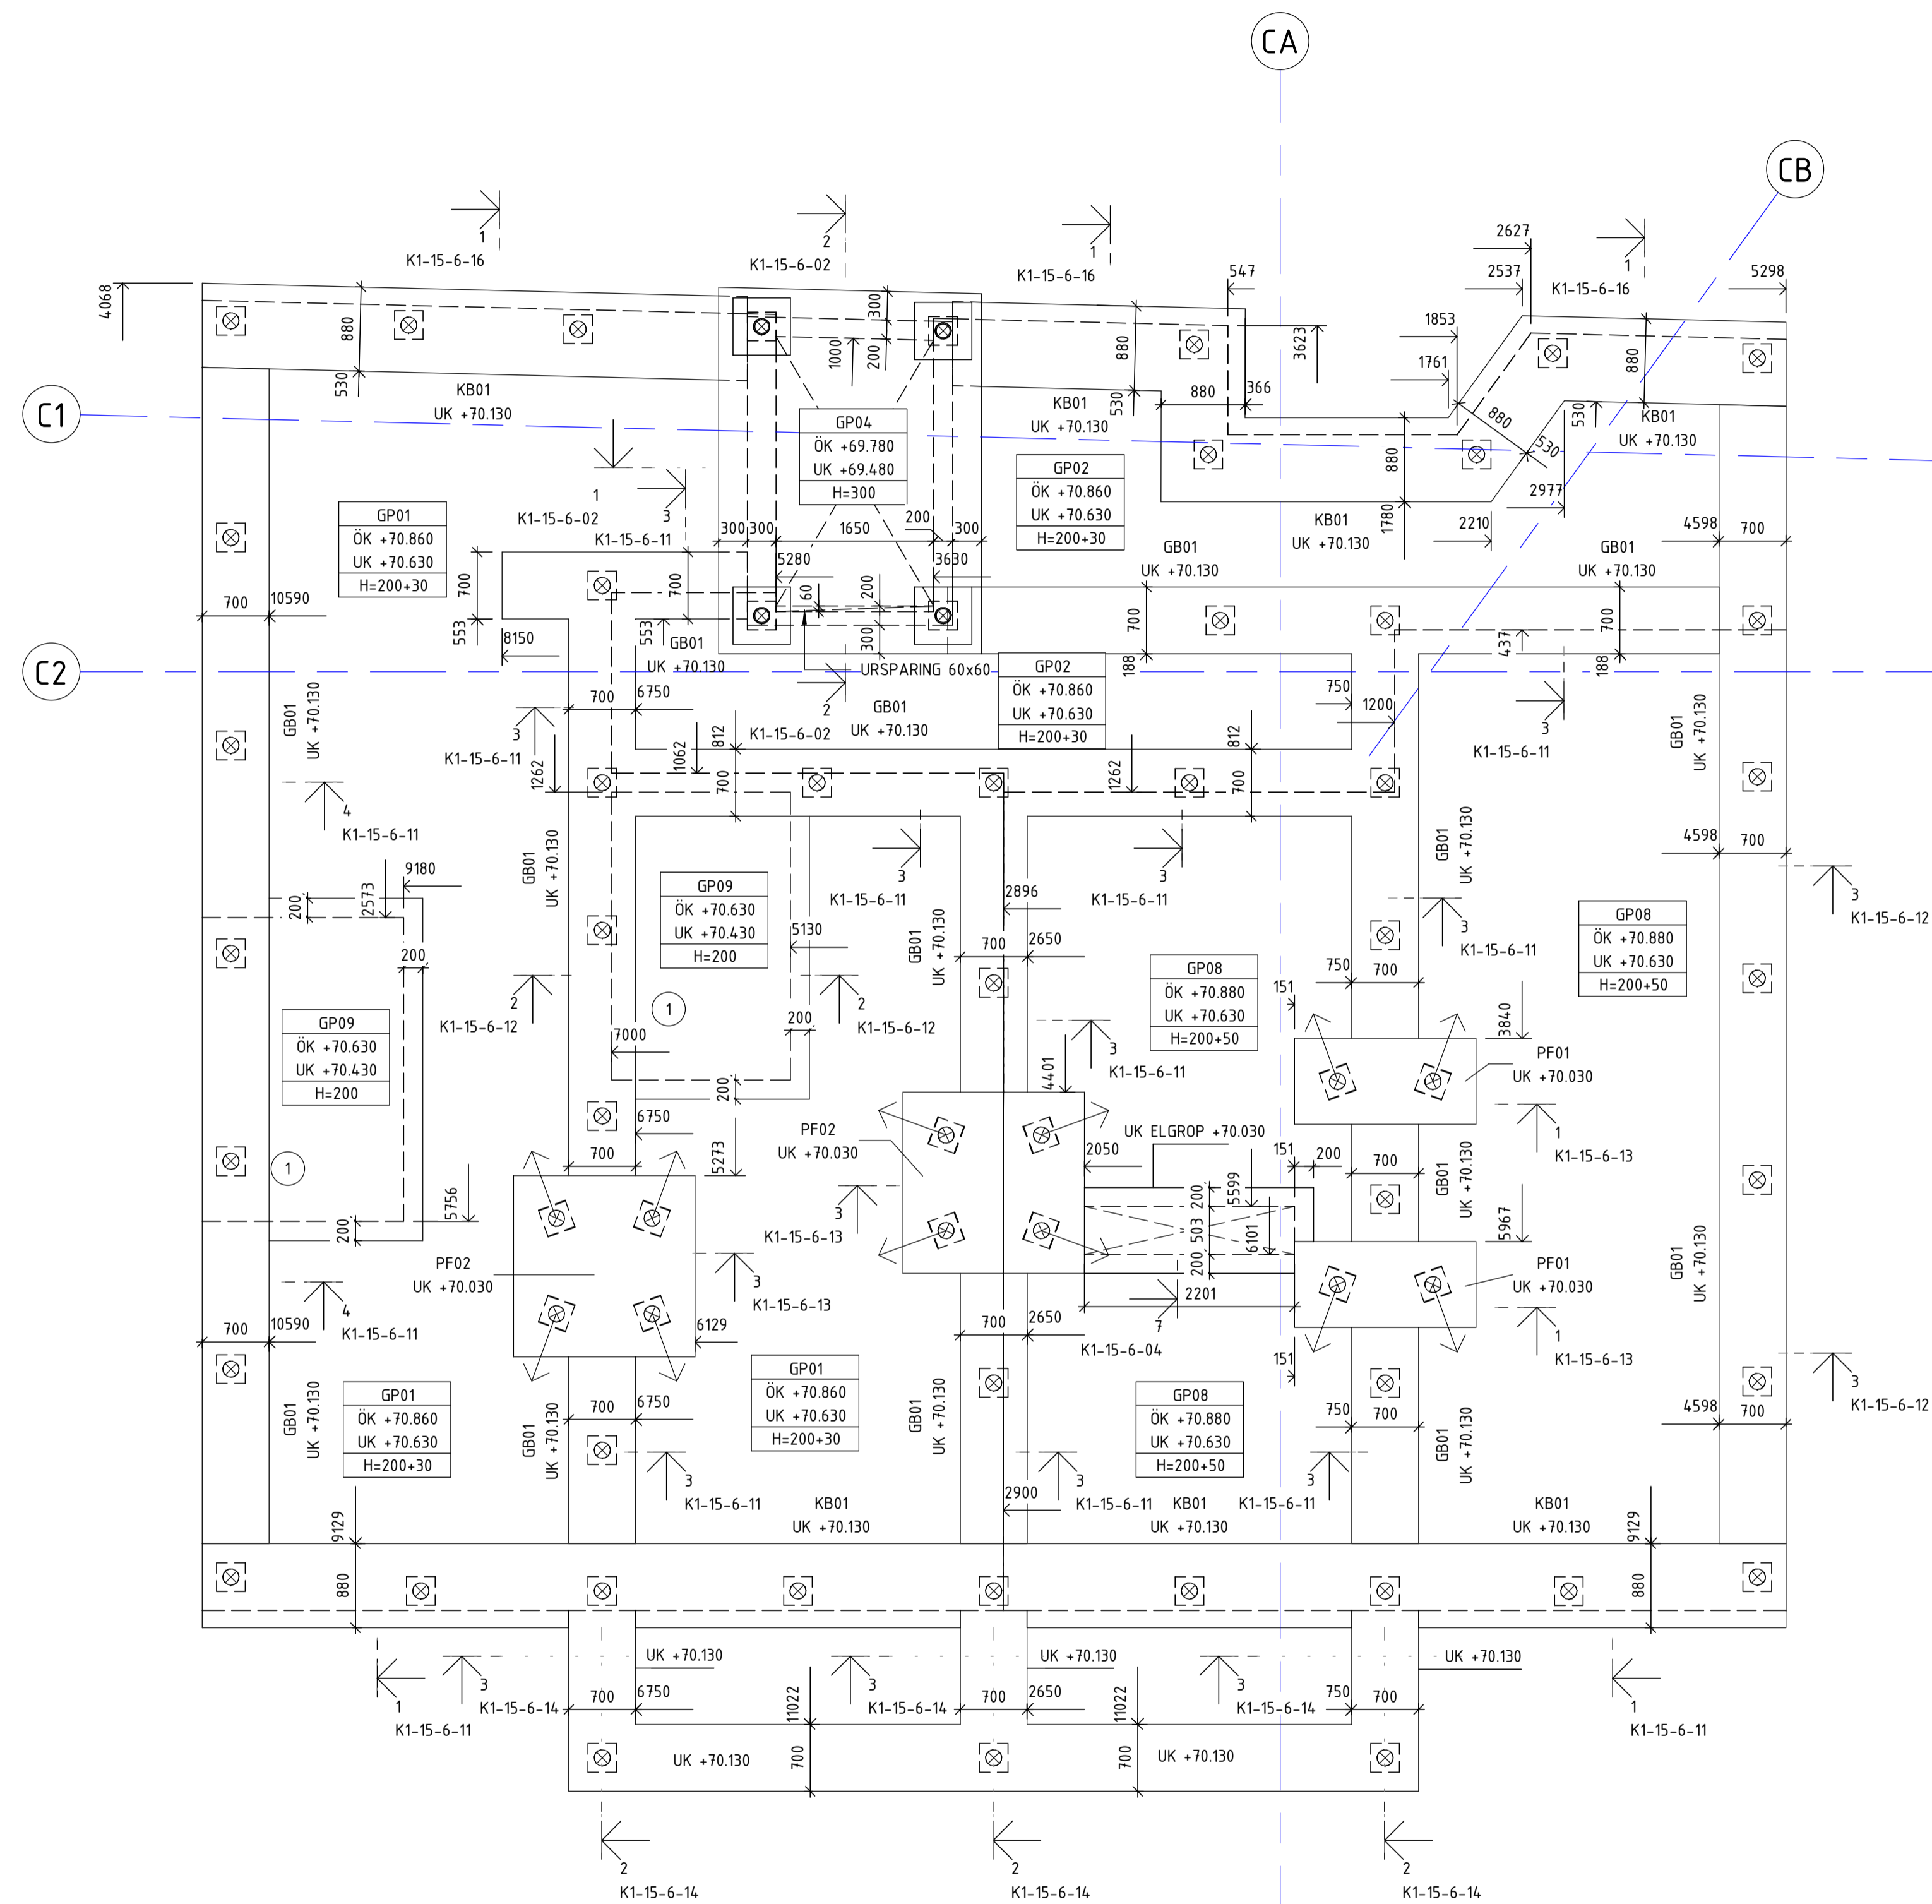 CA
CB
C1
C2
1
K1-15-6-16
2
K1-15-6-02
1
K1-15-6-16
1
K1-15-6-16
4068
880
530
300
1000
200
880
530
547
3623
2627
2537
5298
1853
1761
880
366
880
530
880
530
KB01
UK +70.130
KB01
UK +70.130
KB01
UK +70.130
KB01
UK +70.130
GP04
ÖK +69.780
UK +69.480
H=300
GP02
ÖK +70.860
UK +70.630
H=200+30
GP01
ÖK +70.860
UK +70.630
H=200+30
1
K1-15-6-02
3
K1-15-6-11
300
300
1650
200
300
5280
3630
880
1780
2977
2210
4598
700
GB01
UK +70.130
GB01
UK +70.130
700
10590
700
553
8150
700
553
60
200
300
700
188
437
700
188
GB01
UK +70.130
URSPARING 60x60
GP02
ÖK +70.860
UK +70.630
H=200+30
700
6750
2
K1-15-6-02
GB01
UK +70.130
750
1200
3
K1-15-6-11
GB01
UK +70.130
GB01
UK +70.130
3
K1-15-6-11
1262
1062
812
700
1262
812
700
4
K1-15-6-11
GB01
UK +70.130
GB01
UK +70.130
4598
700
3
K1-15-6-12
9180
2573
200
200
GP09
ÖK +70.630
UK +70.430
H=200
3
K1-15-6-11
3
K1-15-6-11
2896
5130
GB01
UK +70.130
700
2650
GP08
ÖK +70.880
UK +70.630
H=200+50
3
K1-15-6-11
GP08
ÖK +70.880
UK +70.630
H=200+50
750
700
151
3840
2
K1-15-6-12
1
2
K1-15-6-12
200
7000
200
GP09
ÖK +70.630
UK +70.430
H=200
3
K1-15-6-11
4401
PF01
UK +70.030
1
K1-15-6-13
6750
700
5273
PF02
UK +70.030
UK ELGROP +70.030
2050
151
200
700
GB01
UK +70.130
1
5756
200
3
K1-15-6-13
200
5599
503
6101
200
5967
PF01
UK +70.030
GB01
UK +70.130
PF02
UK +70.030
3
K1-15-6-13
2201
7
K1-15-6-04
1
K1-15-6-13
4
K1-15-6-11
700
10590
6129
700
2650
151
3
K1-15-6-12
GP01
ÖK +70.860
UK +70.630
H=200+30
GP01
ÖK +70.860
UK +70.630
H=200+30
GP08
ÖK +70.880
UK +70.630
H=200+50
GB01
UK +70.130
GB01
UK +70.130
GB01
UK +70.130
GB01
UK +70.130
700
6750
750
700
4598
700
3
K1-15-6-11
2900
3
K1-15-6-11
3
K1-15-6-11
KB01
UK +70.130
KB01
UK +70.130
KB01
UK +70.130
9129
880
9129
880
UK +70.130
UK +70.130
UK +70.130
1
K1-15-6-11
3
K1-15-6-14
3
K1-15-6-14
3
K1-15-6-14
1
K1-15-6-11
700
6750
11022
700
700
2650
11022
700
750
700
UK +70.130
UK +70.130
2
K1-15-6-14
2
K1-15-6-14
2
K1-15-6-14